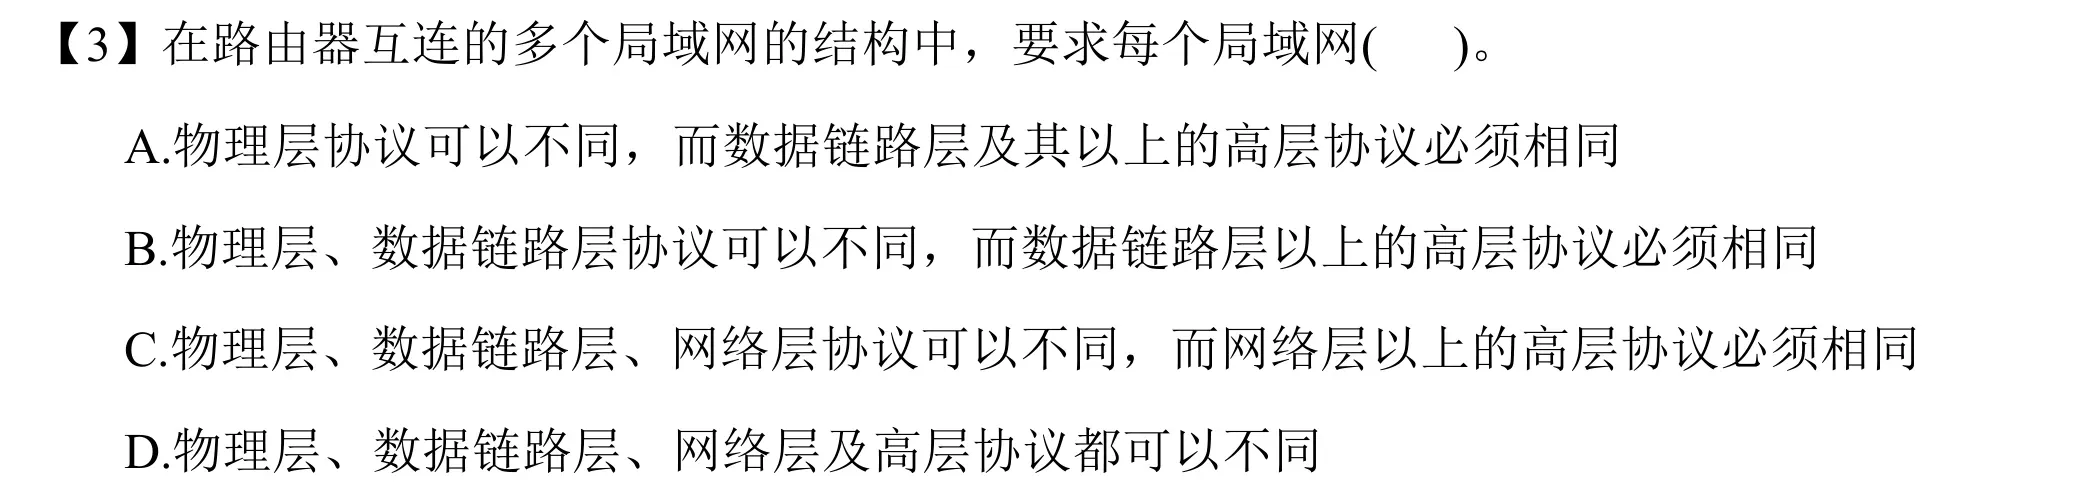 【3】在路由器互连的多个局域网的结构中，要求每个局域网(    )。
A.物理层协议可以不同，而数据链路层及其以上的高层协议必须相同
B.物理层、数据链路层协议可以不同，而数据链路层以上的高层协议必须相同
C.物理层、数据链路层、网络层协议可以不同，而网络层以上的高层协议必须相同
D.物理层、数据链路层、网络层及高层协议都可以不同